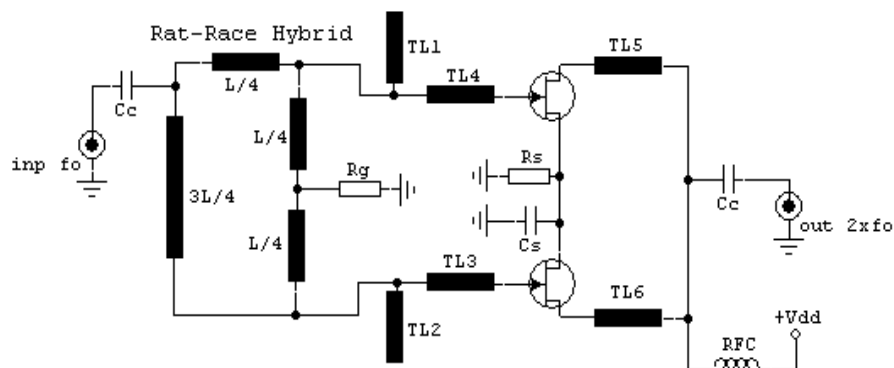 Rat-Race Hybrid
TL1
TL5
L/4
TL4
Cc
L/4
inp fo
Rg
Rs
3L/4
Cc
L/4
Cs
out 2xfo
TL3
TL6
TL2
+Vdd
RFC